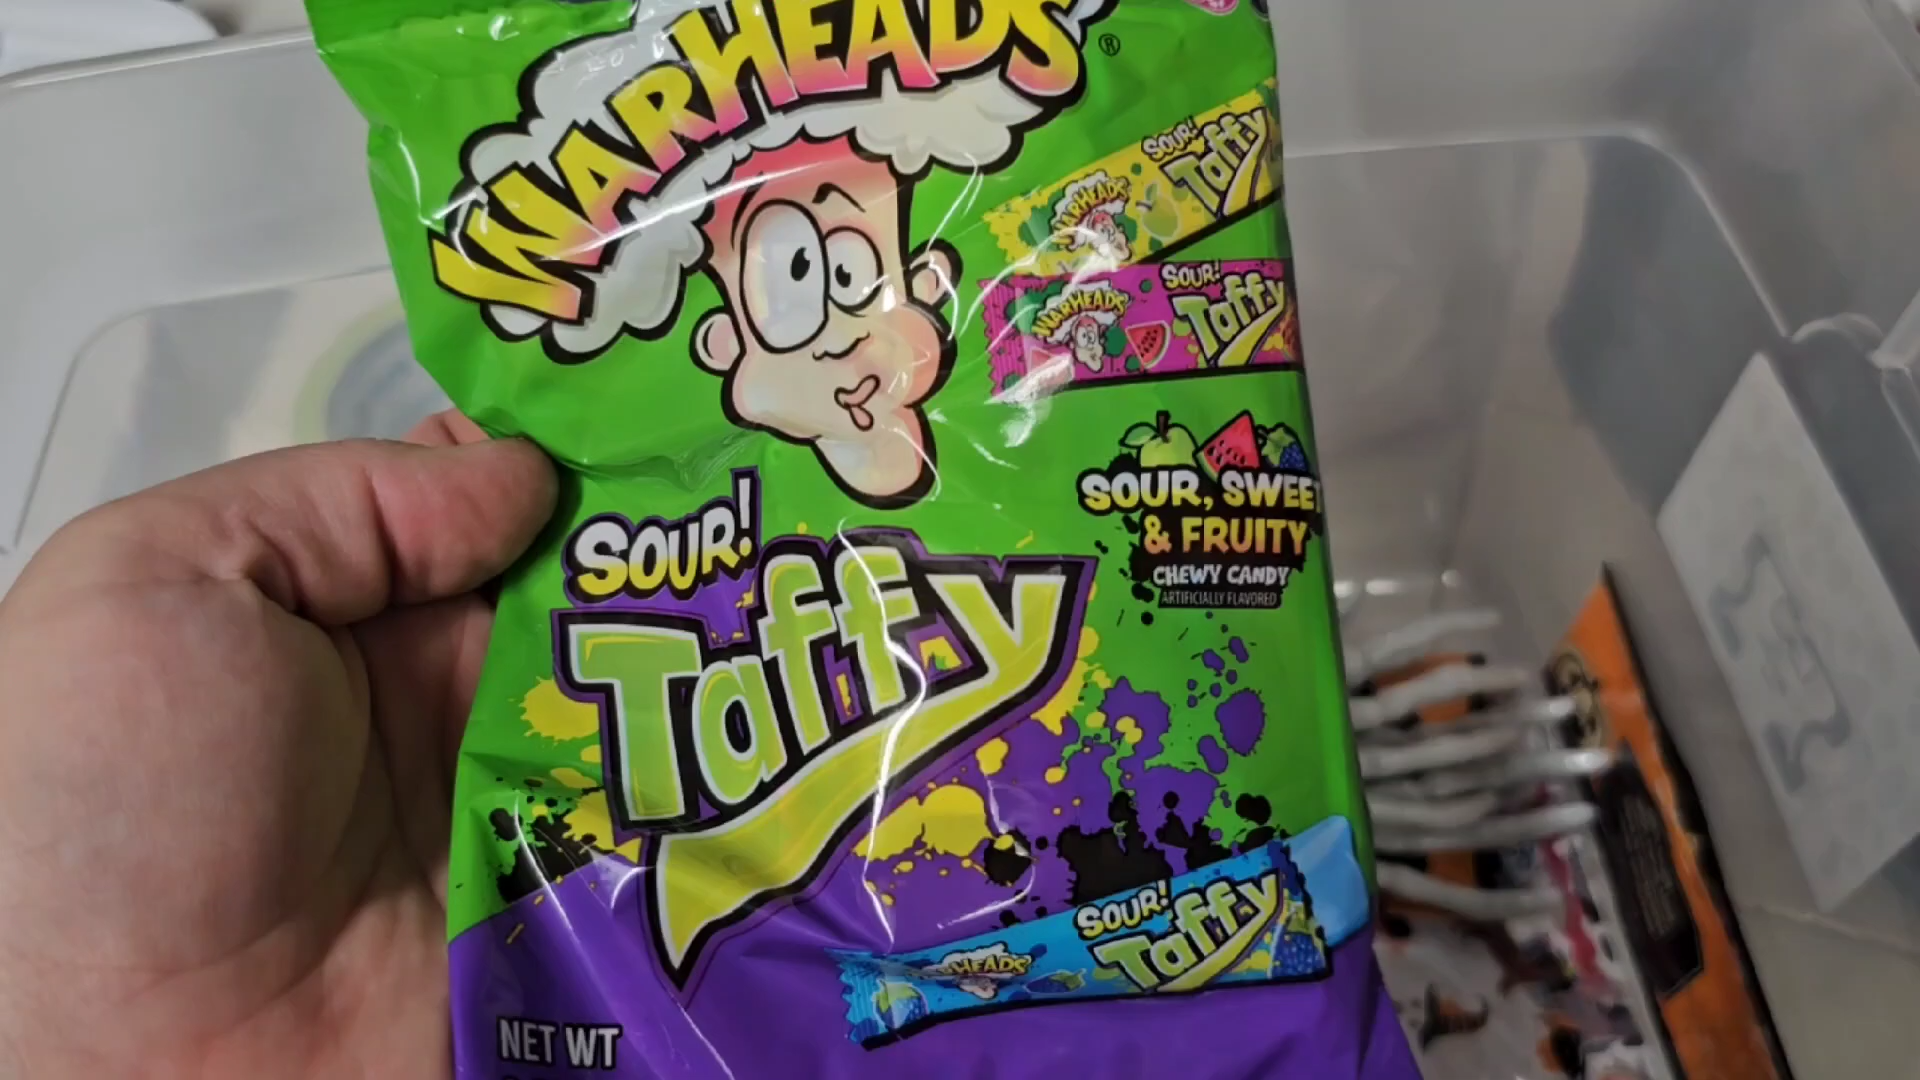 WARHEADS®
SOUR!
Taffy
WARHEADS
SOUR!
Taffy
WARHEADS
SOUR, SWEET
& FRUITY
CHEWY CANDY
ARTIFICIALLY FLAVORED
SOUR!
Taffy
SOUR!
Taffy
HEADS
NET WT